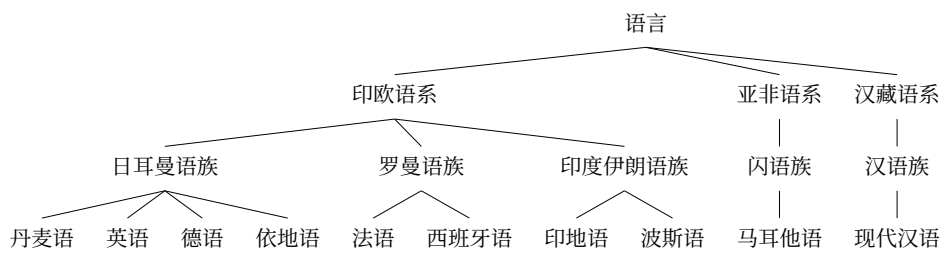 语言
印欧语系 亚非语系 汉藏语系
日耳曼语族 罗曼语族 印度伊朗语族 闪语族 汉语族
丹麦语 英语 德语 依地语 法语 西班牙语 印地语 波斯语 马耳他语 现代汉语